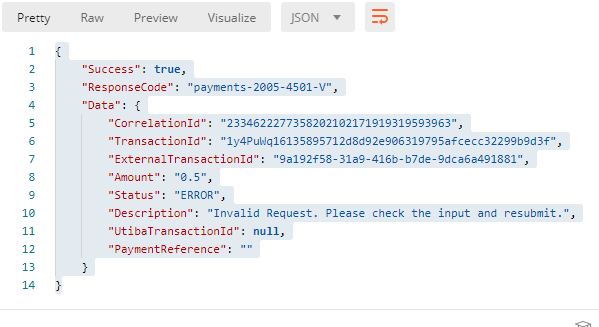 Pretty Raw Preview Visualize JSON
1 {
2 "Success": true,
3 "ResponseCode": "payments-2005-4501-V",
4 "Data": {
5 "CorrelationId": "23346222773582021021719193195939​63",
6 "TransactionId": "1y4PuWq16135895712d8d92e906319795afcecc32299b9d3f",
7 "ExternalTransactionId": "9a192f58-31a9-416b-b7de-9dca6a491881",
8 "Amount": "0.5",
9 "Status": "ERROR",
10 "Description": "Invalid Request. Please check the input and resubmit.",
11 "UtibaTransactionId": null,
12 "PaymentReference": ""
13 }
14 }